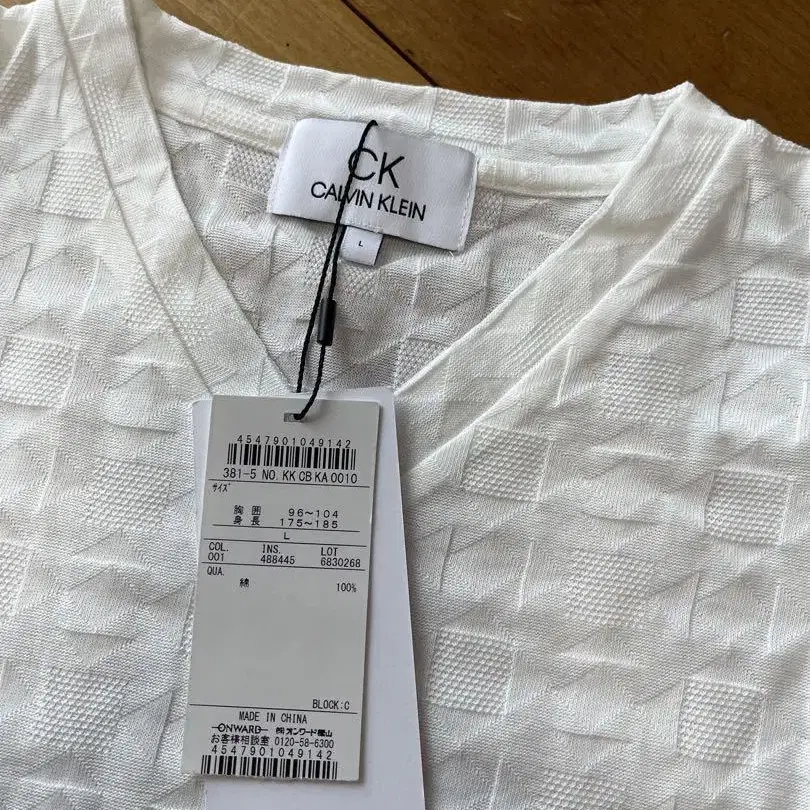 CK
CALVIN KLEIN
L
4547901049142
381-5 NO. KK CB KA 0010
サイズ
胸囲 96~104
身長 175~185
L
COL. INS. LOT
001 488445 6830268
QUA.
綿 100%
BLOCK:C
MADE IN CHINA
ONWARD ㈱オンワード樫山
お客様相談室 0120-58-6300
4547901049142